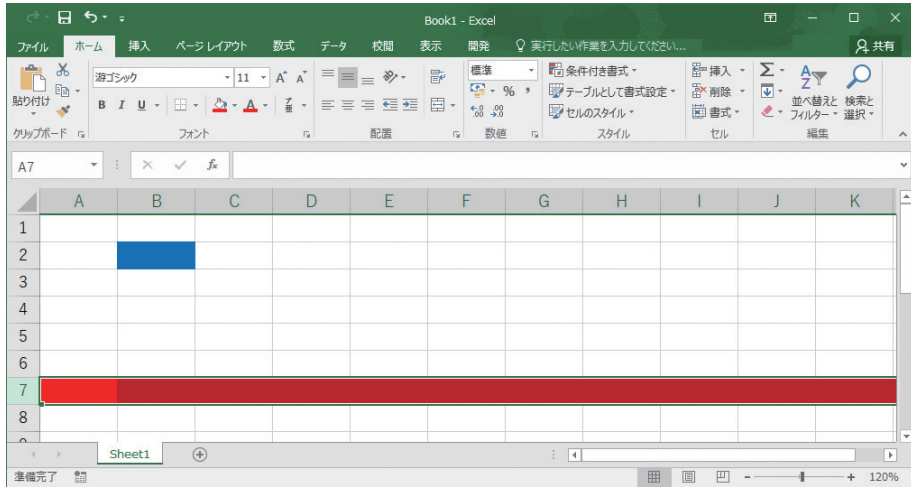 Book1 - Excel
ファイル ホーム 挿入 ページ レイアウト 数式 データ 校閲 表示 開発 実行したい作業を入力してください... 共有
貼り付け
游ゴシック 11 A A
B I U A
標準
% ,
条件付き書式
テーブルとして書式設定
セルのスタイル
挿入
削除
書式
Σ
並べ替えと
フィルター
検索と
選択
クリップボード フォント 配置 数値 スタイル セル 編集
A7 fx
A B C D E F G H I J K
1
2
3
4
5
6
7
8
Sheet1
準備完了 120%